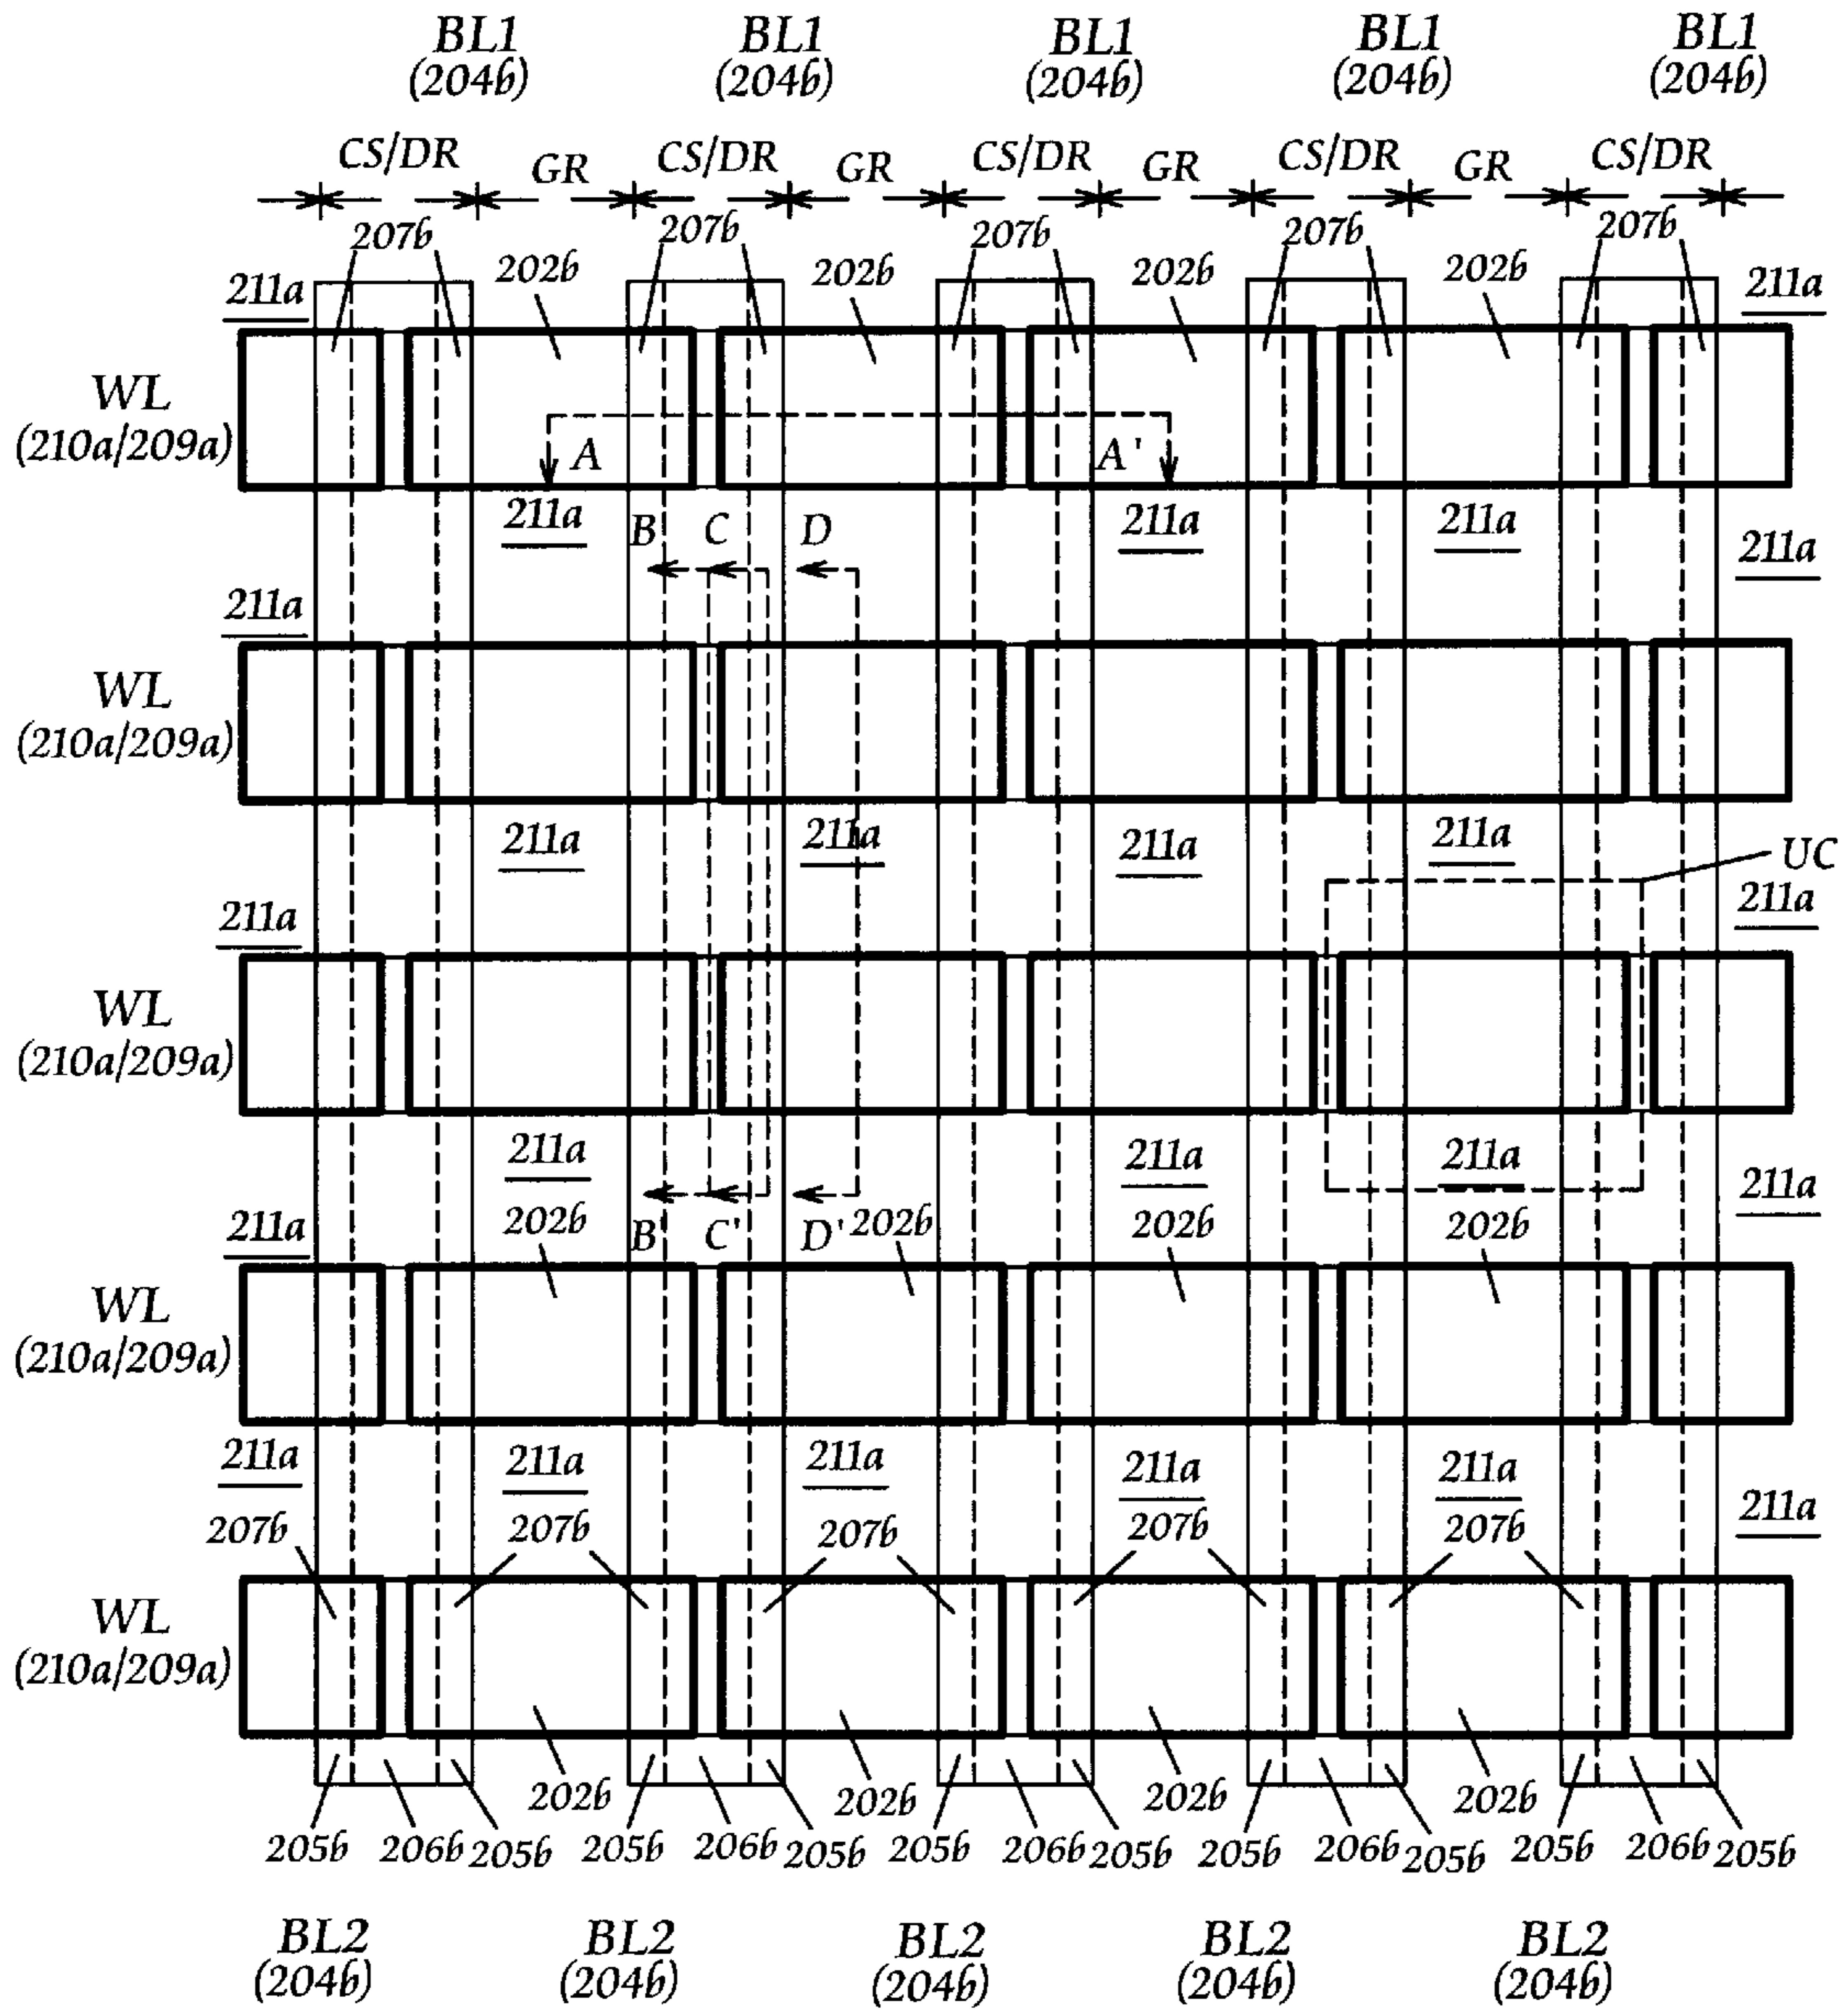 BL1 BL1 BL1 BL1 BL1
(204b) (204b) (204b) (204b) (204b)
CS/DR GR CS/DR GR CS/DR GR CS/DR GR CS/DR
207b 207b 207b 207b 207b
202b 202b 202b 202b
211a 211a
WL
(210a/209a)
A A'
211a 211a 211a
B C D
211a
211a
WL
(210a/209a)
211a 211a 211a 211a
UC
211a 211a
WL
(210a/209a)
211a 211a 211a
211a
202b B' C' D' 202b 202b 202b
211a
WL
(210a/209a)
211a 211a 211a 211a 211a
211a
207b 207b 207b 207b 207b
WL
(210a/209a)
202b 202b 202b 202b
205b 206b 205b 205b 206b 205b 205b 206b 205b 205b 206b 205b 205b 206b 205b
BL2 BL2 BL2 BL2 BL2
(204b) (204b) (204b) (204b) (204b)